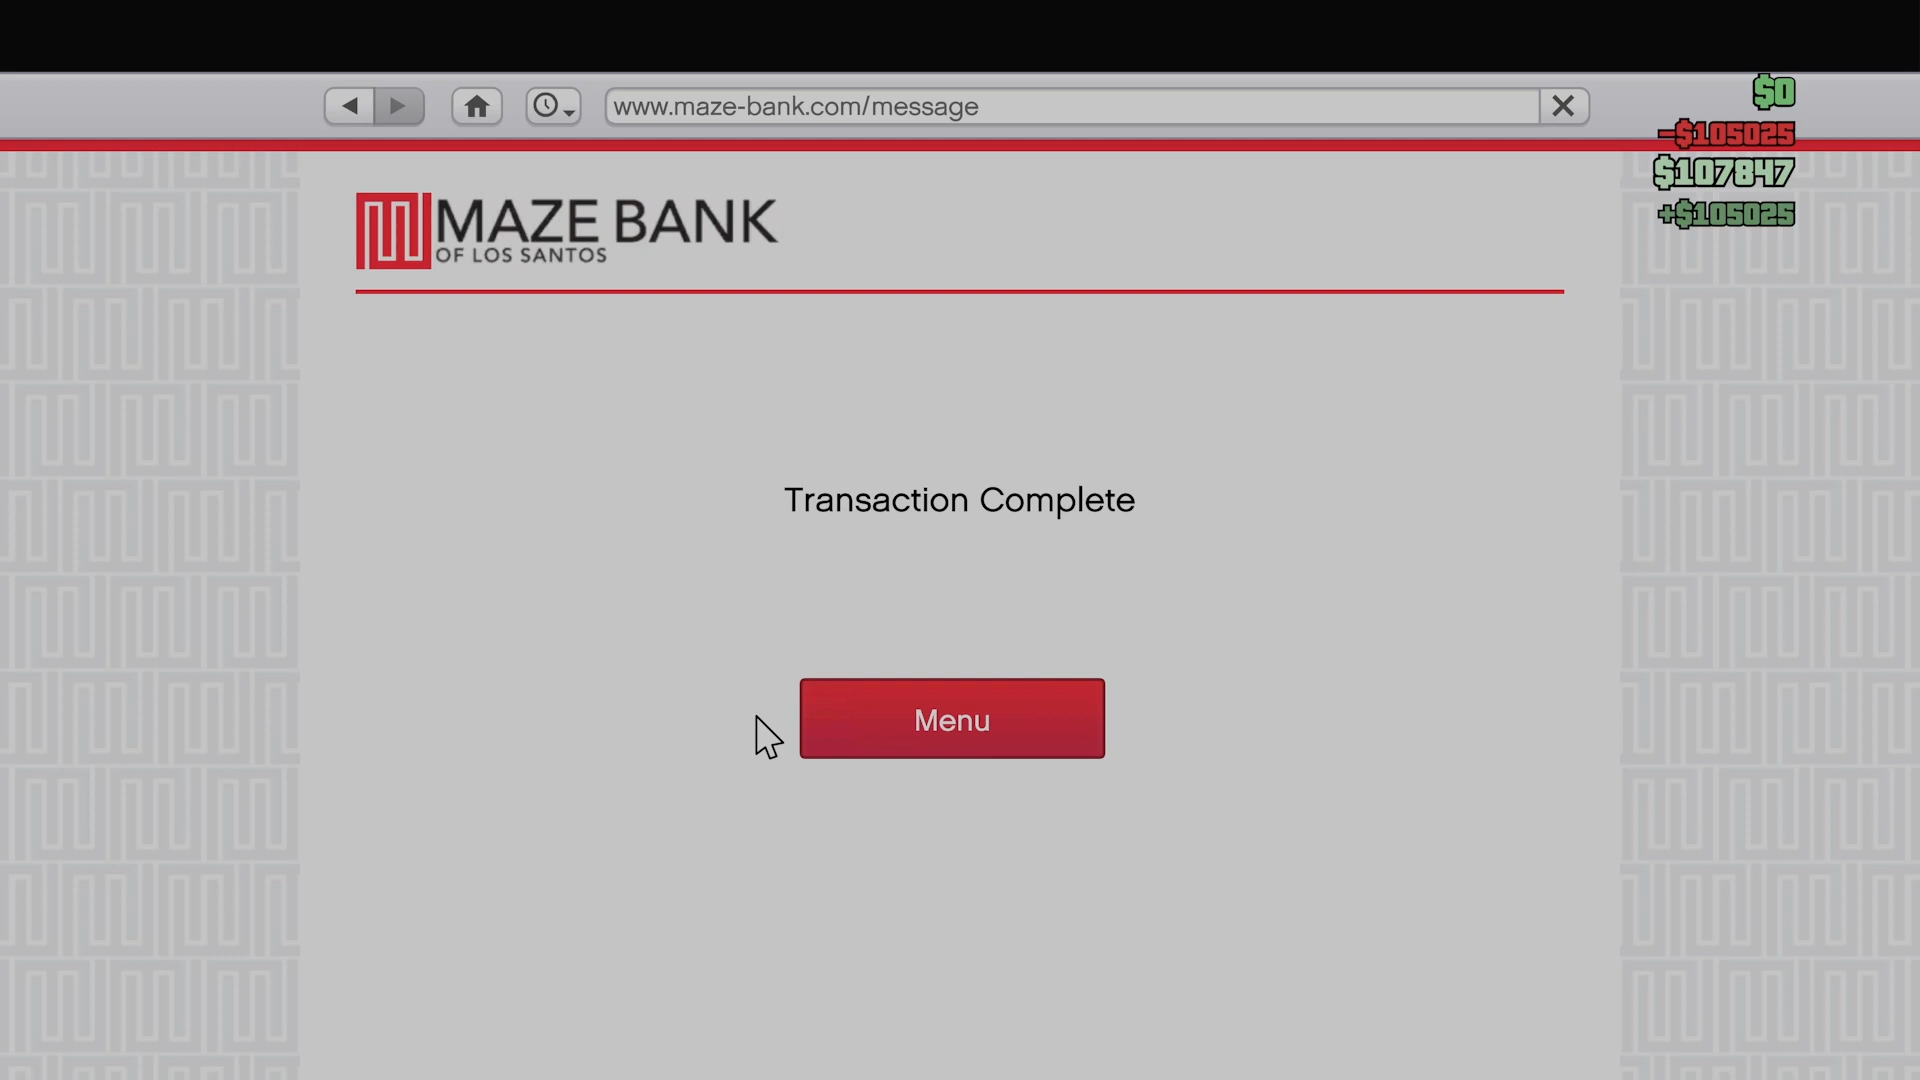 www.maze-bank.com/message
$0
-$105025
$107847
+$105025
MAZE BANK
OF LOS SANTOS
Transaction Complete
Menu